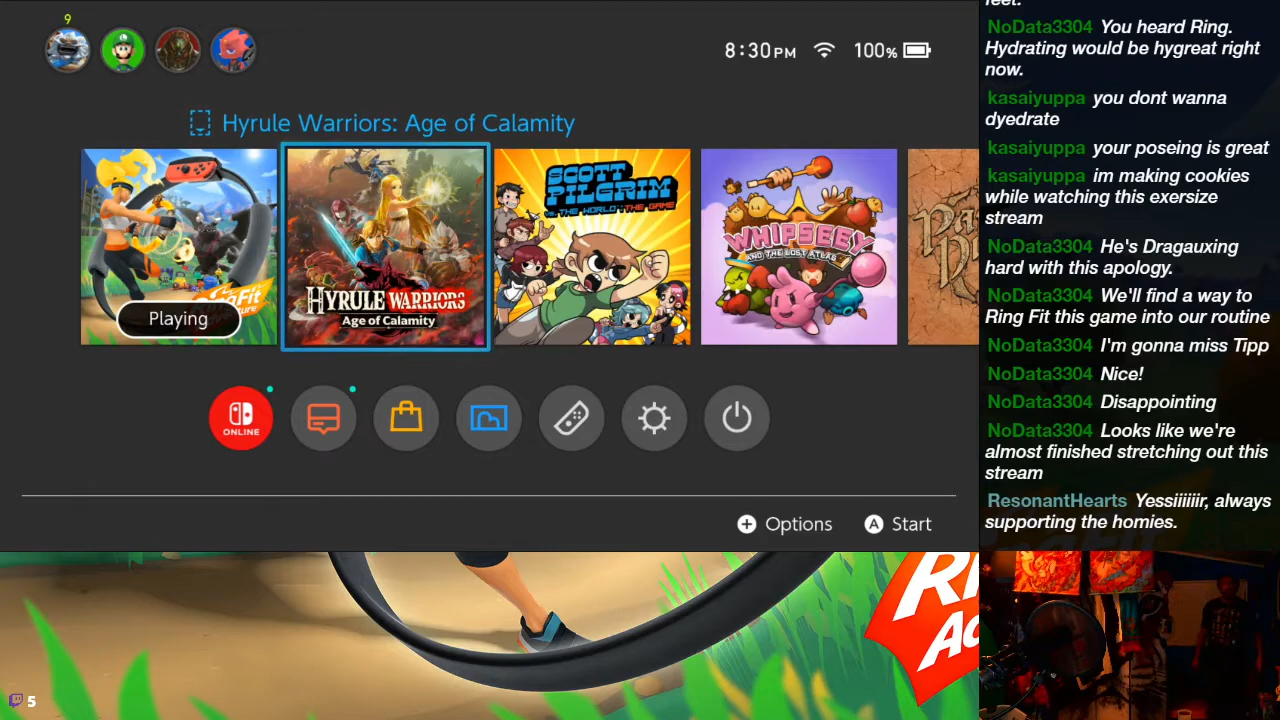 9
8:30 PM 100%
Hyrule Warriors: Age of Calamity
Playing
HYRULE WARRIORS
Age of Calamity
SCOTT
PILGRIM
VS. THE WORLD THE GAME
WHIPSEEY
AND THE LOST ATLAS
ONLINE
Options
Start
5
feet.
NoData3304 You heard Ring.
Hydrating would be hygreat right
now.
kasaiyuppa you dont wanna
dyedrate
kasaiyuppa your poseing is great
kasaiyuppa im making cookies
while watching this exersize
stream
NoData3304 He's Dragauxing
hard with this apology.
NoData3304 We'll find a way to
Ring Fit this game into our routine
NoData3304 I'm gonna miss Tipp
NoData3304 Nice!
NoData3304 Disappointing
NoData3304 Looks like we're
almost finished stretching out this
stream
ResonantHearts Yessiiiiiir, always
supporting the homies.